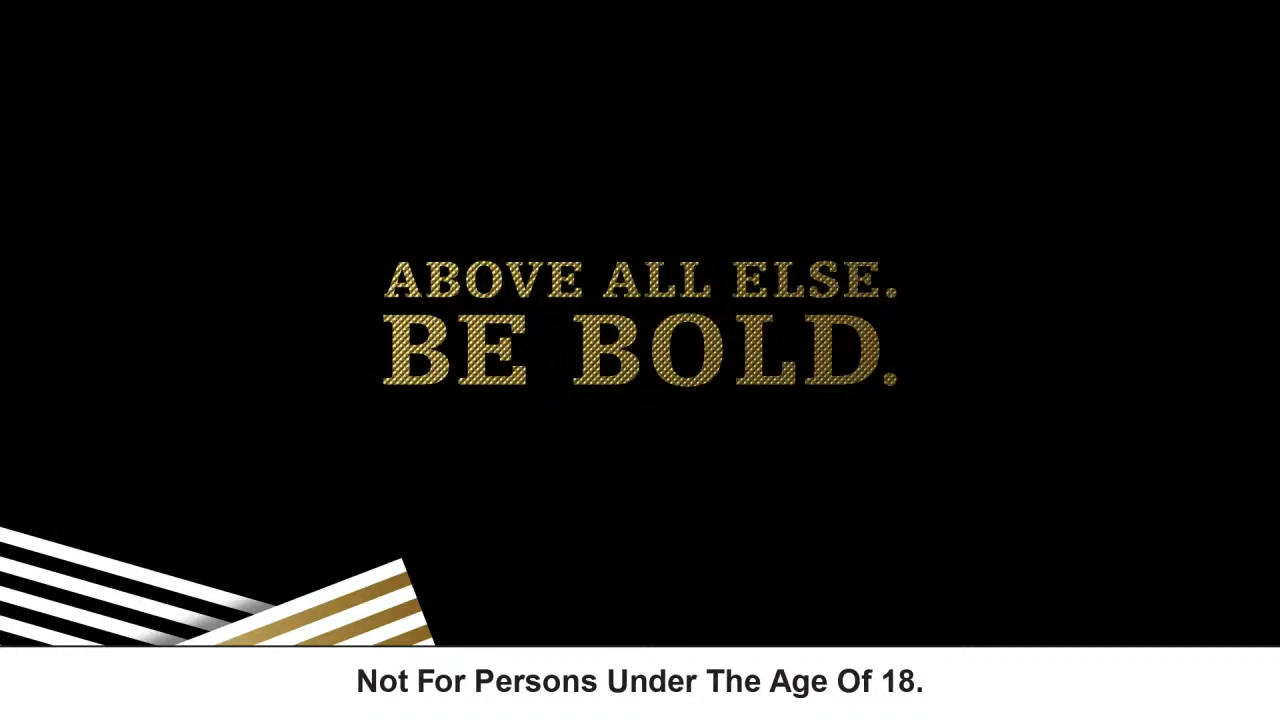 ABOVE ALL ELSE.
BE BOLD.
Not For Persons Under The Age Of 18.